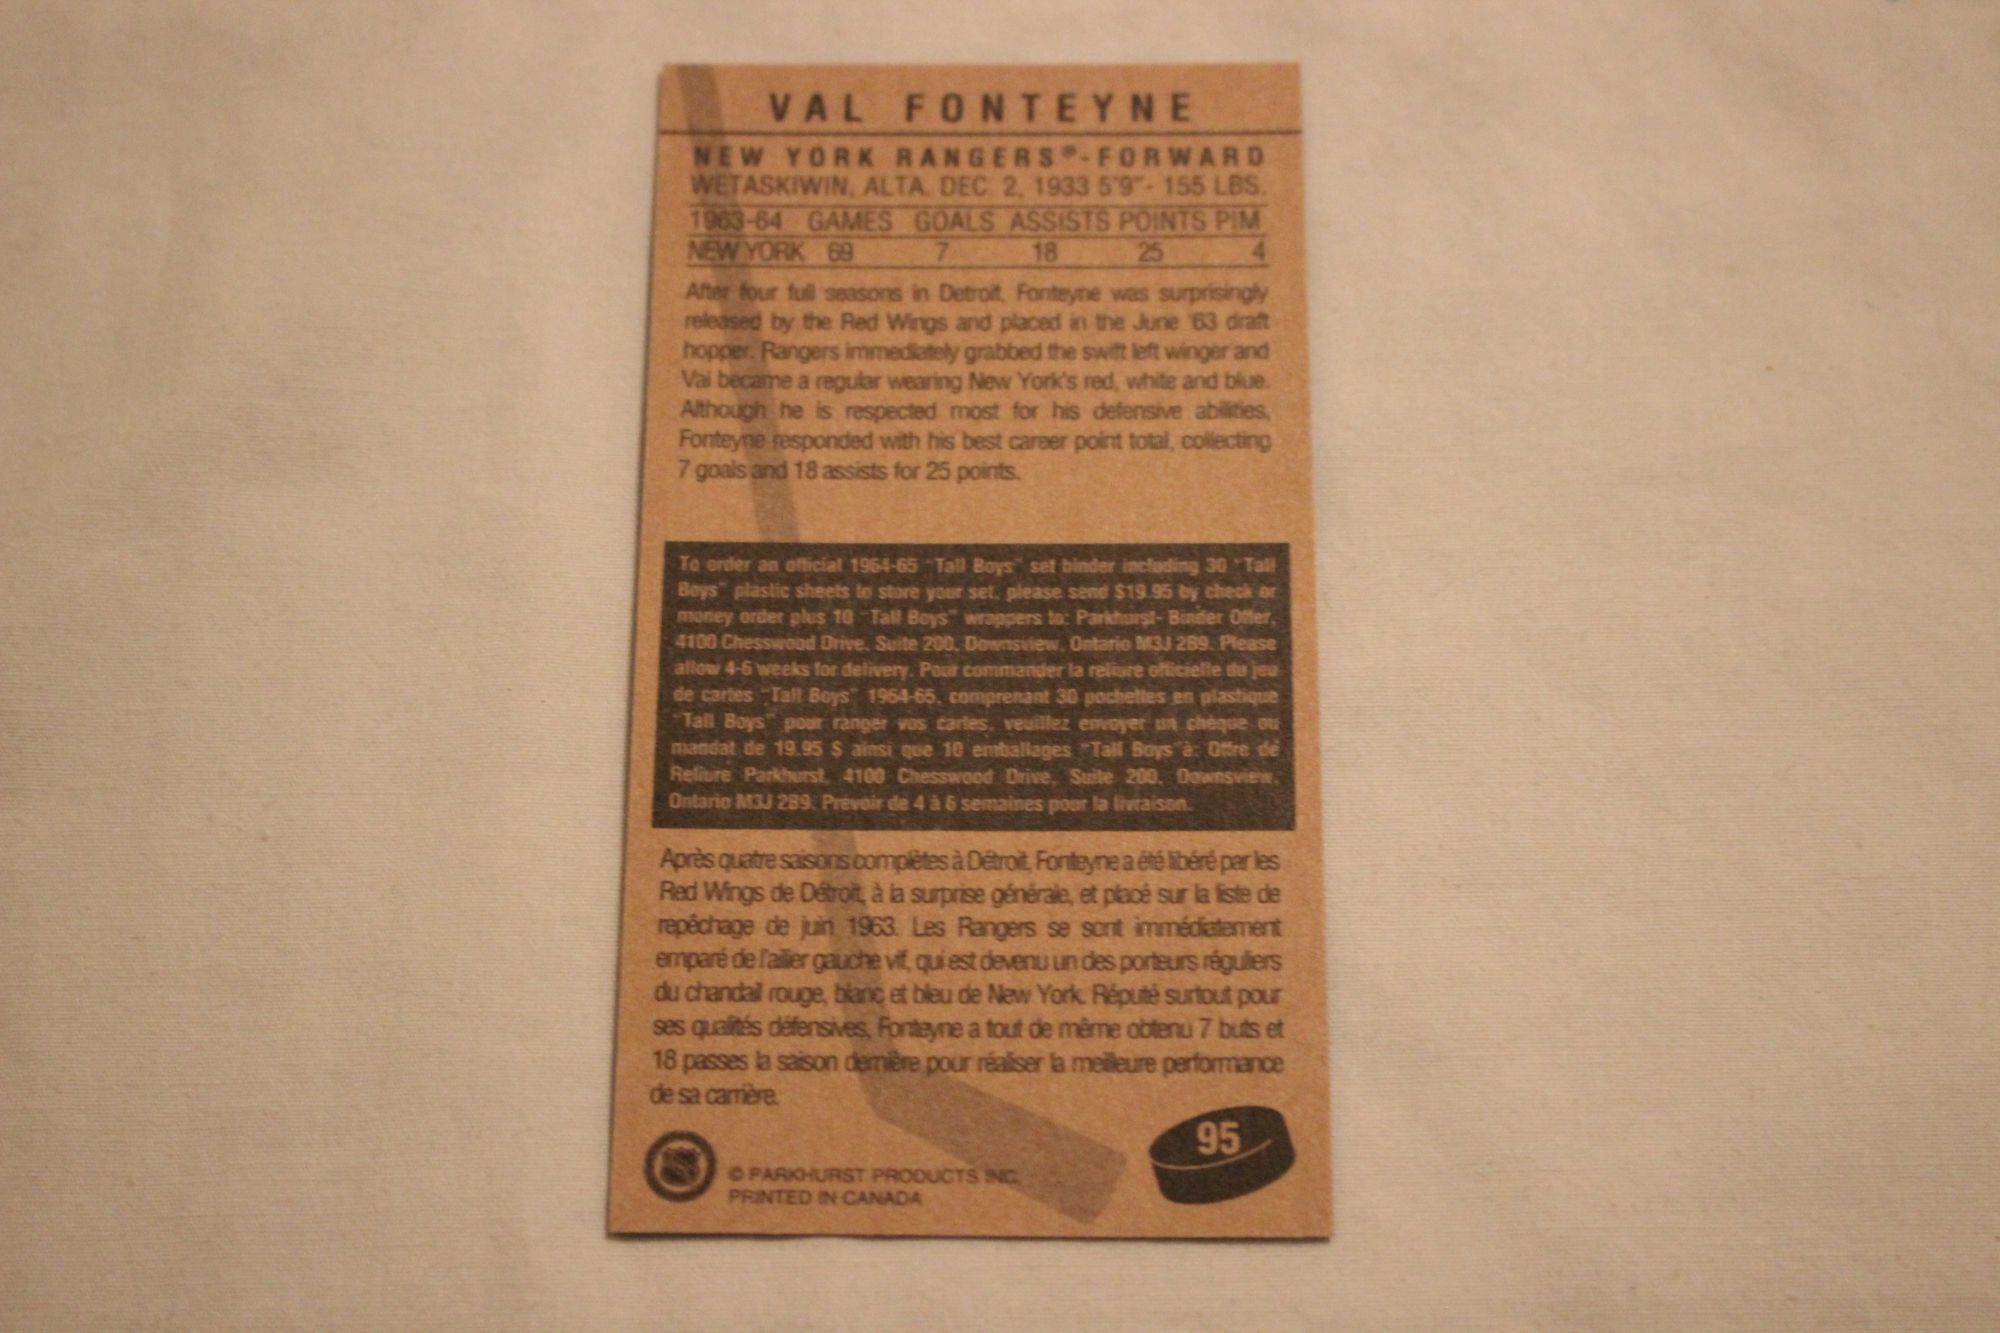 VAL FONTEYNE
NEW YORK RANGERS®-FORWARD
WETASKIWIN, ALTA. DEC. 2, 1933 5'9"- 155 LBS.
1963-64 GAMES GOALS ASSISTS POINTS PIM
NEW YORK 69 7 18 25 4
After four full seasons in Detroit, Fonteyne was surprisingly
released by the Red Wings and placed in the June '63 draft
hopper. Rangers immediately grabbed the swift left winger and
Val became a regular wearing New York's red, white and blue.
Although he is respected most for his defensive abilities,
Fonteyne responded with his best career point total, collecting
7 goals and 18 assists for 25 points.
To order an official 1964-65 "Tall Boys" set binder including 30 "Tall
Boys" plastic sheets to store your set, please send $19.95 by check or
money order plus 10 "Tall Boys" wrappers to: Parkhurst- Binder Offer,
4100 Chesswood Drive, Suite 200, Downsview, Ontario M3J 2B9. Please
allow 4-6 weeks for delivery. Pour commander la reliure officielle du jeu
de cartes "Tall Boys" 1964-65, comprenant 30 pochettes en plastique
"Tall Boys" pour ranger vos cartes, veuillez envoyer un chèque ou
mandat de 19.95 $ ainsi que 10 emballages "Tall Boys"à: Offre de
Reliure Parkhurst, 4100 Chesswood Drive, Suite 200, Downsview,
Ontario M3J 2B9. Prevoir de 4 à 6 semaines pour la livraison.
Après quatre saisons complètes à Détroit, Fonteyne a été libéré par les
Red Wings de Détroit, à la surprise générale, et placé sur la liste de
repêchage de juin 1963. Les Rangers se sont immédiatement
emparé de l'ailier gauche vif, qui est devenu un des porteurs réguliers
du chandail rouge, blanc et bleu de New York. Réputé surtout pour
ses qualités défensives, Fonteyne a tout de même obtenu 7 buts et
18 passes la saison dernière pour réaliser la meilleure performance
de sa carrière.
95
© PARKHURST PRODUCTS INC.
PRINTED IN CANADA